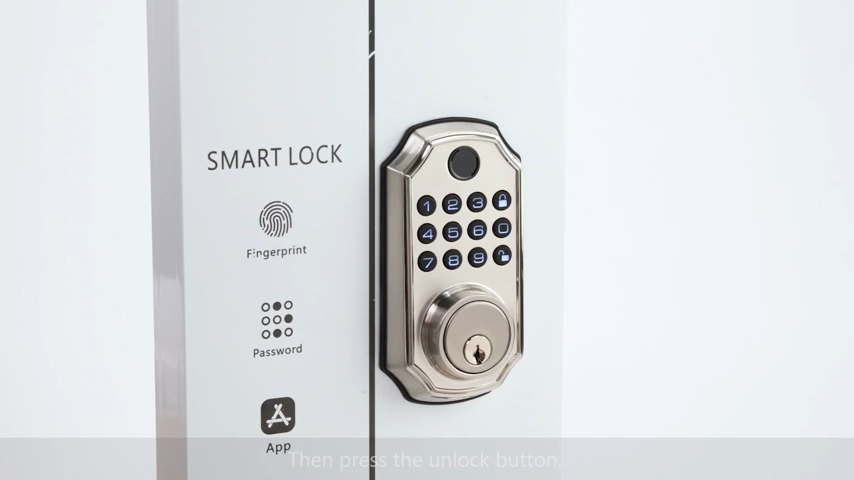 SMART LOCK
Fingerprint
Password
App
1 2 3
4 5 6 0
7 8 9
Then press the unlock button.